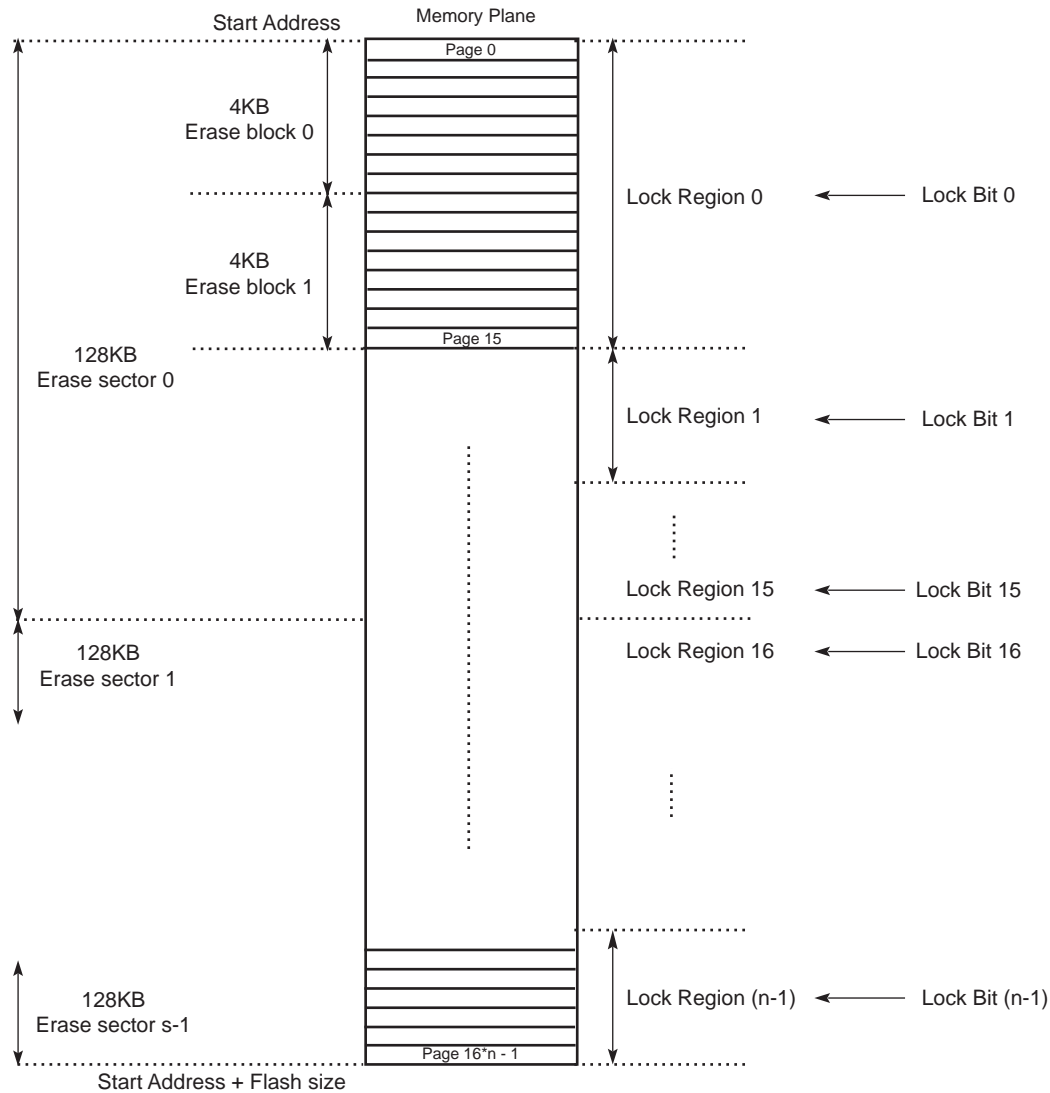 Memory Plane
Start Address
Page 0
4KB
Erase block 0
Lock Region 0
Lock Bit 0
4KB
Erase block 1
Page 15
128KB
Erase sector 0
Lock Region 1
Lock Bit 1
Lock Region 15
Lock Bit 15
128KB
Erase sector 1
Lock Region 16
Lock Bit 16
128KB
Erase sector s-1
Lock Region (n-1)
Lock Bit (n-1)
Page 16*n - 1
Start Address + Flash size